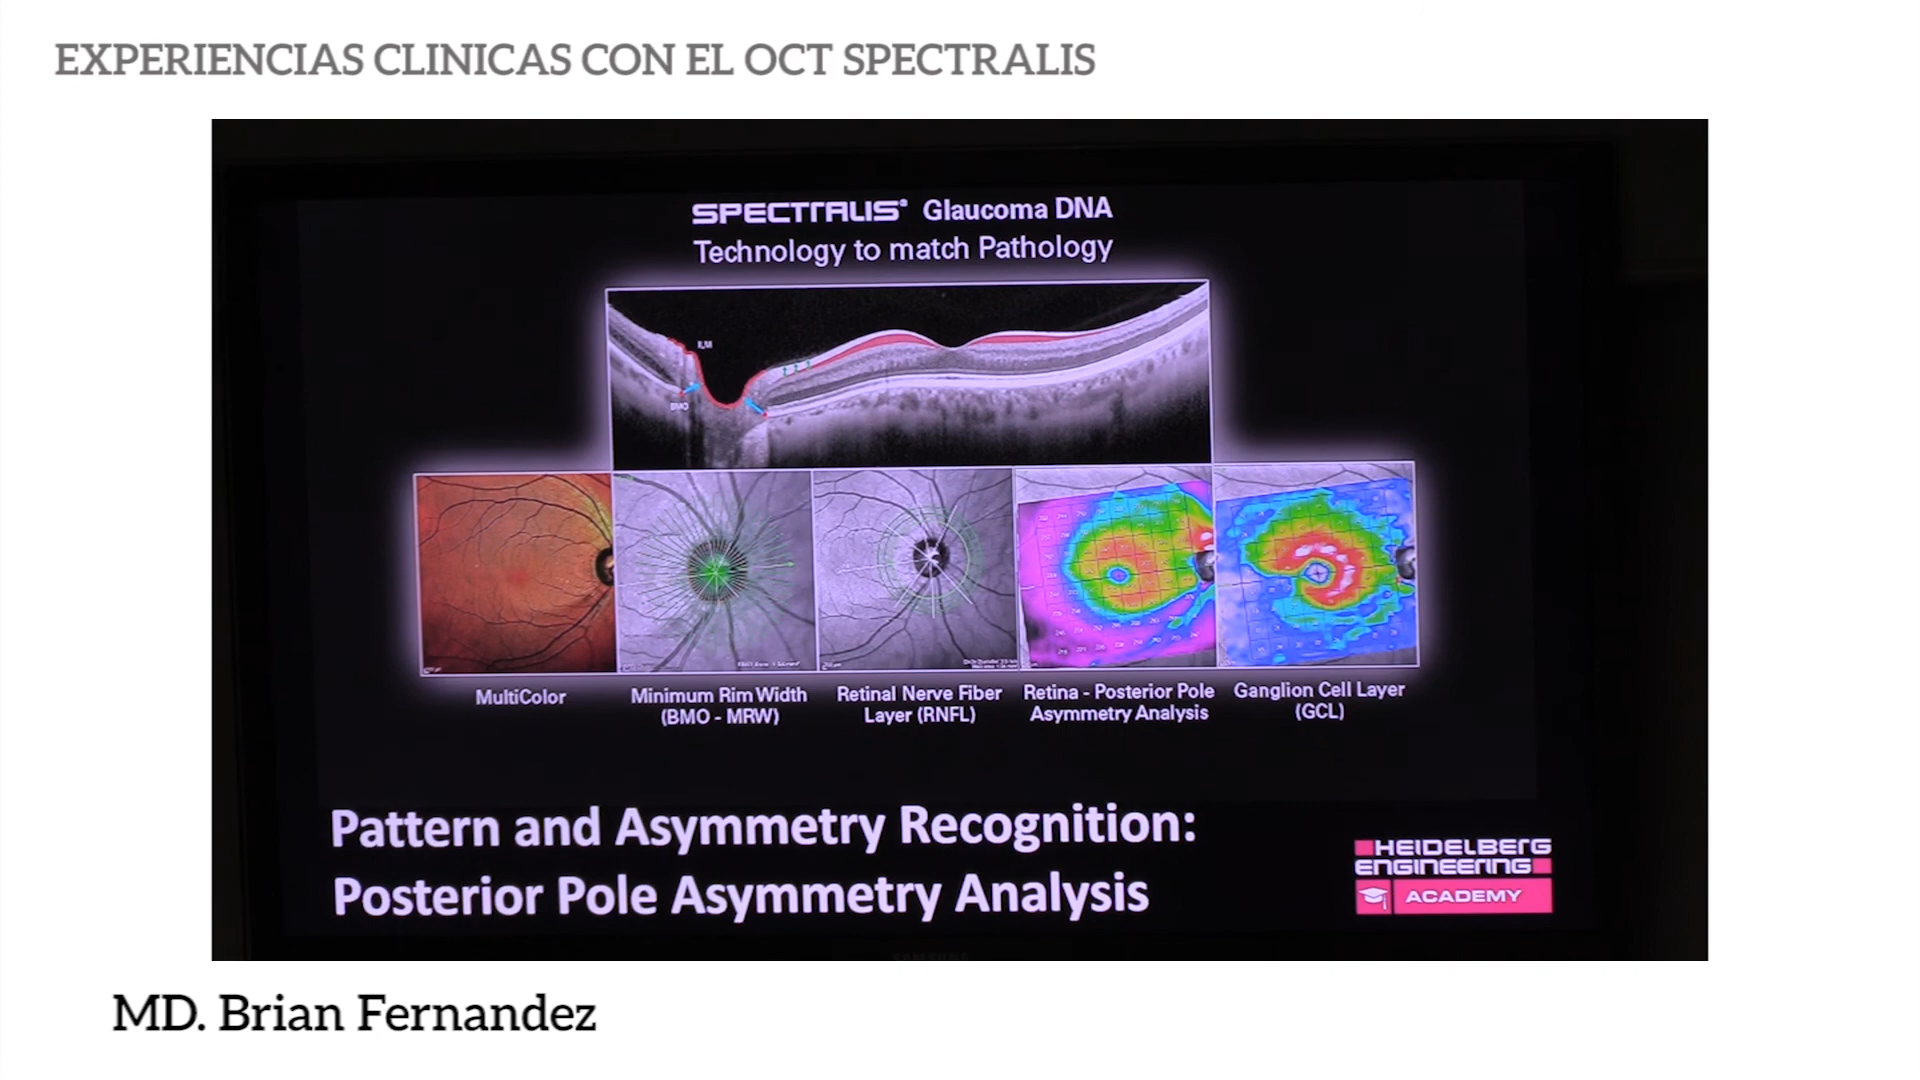 EXPERIENCIAS CLINICAS CON EL OCT SPECTRALIS
SPECTRALIS® Glaucoma DNA
Technology to match Pathology
ILM
BMO
MultiColor
Minimum Rim Width
(BMO - MRW)
Retinal Nerve Fiber
Layer (RNFL)
Retina - Posterior Pole
Asymmetry Analysis
Ganglion Cell Layer
(GCL)
Pattern and Asymmetry Recognition:
Posterior Pole Asymmetry Analysis
HEIDELBERG
ENGINEERING
ACADEMY
SAMSUNG
MD. Brian Fernandez